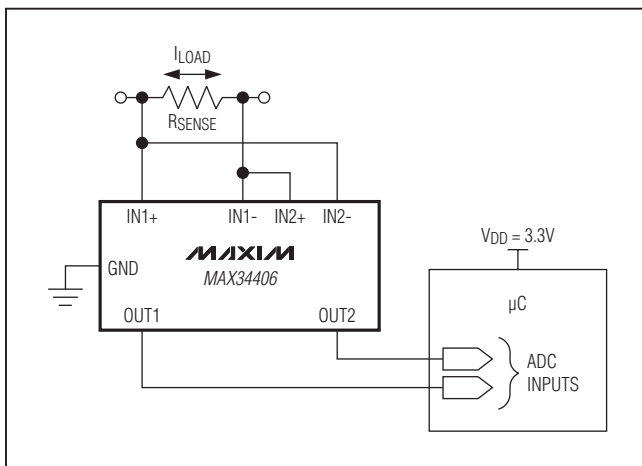 ILOAD
RSENSE
IN1+ IN1- IN2+ IN2-
MAXIM
MAX34406
GND
OUT1 OUT2
VDD = 3.3V
µC
ADC
INPUTS